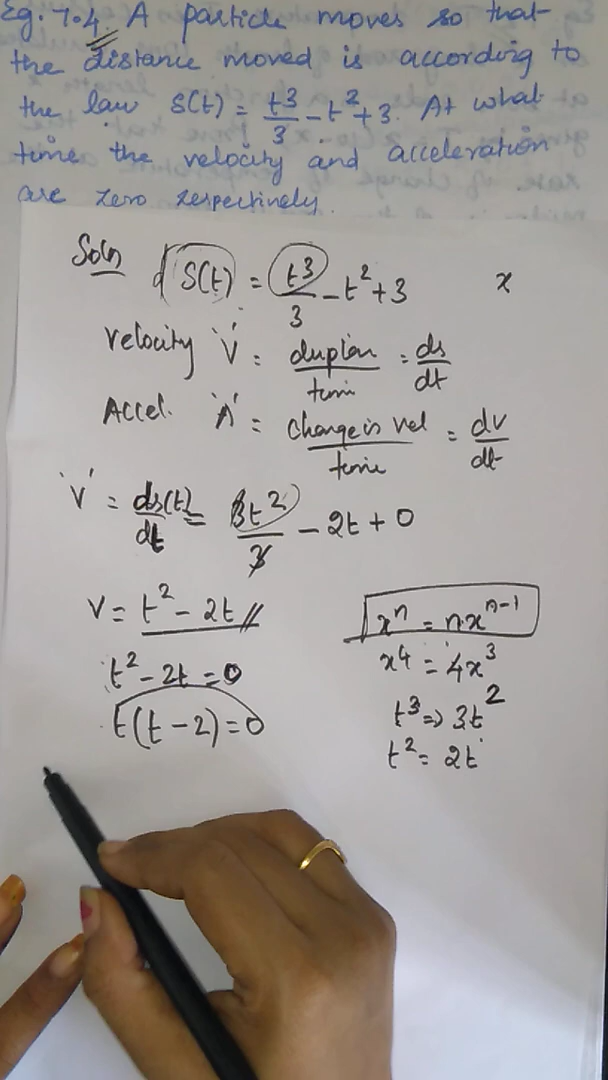 Eg. 7.4. A particle moves so that
the distance moved is according to
the law S(t) = t³/3 - t² + 3. At what
time the velocity and acceleration
are zero respectively.
Soln
S(t) = t³/3 - t² + 3 x
Velocity 'V' = /time = ds/dt
Accel. 'A' = change in vel/time = dv/dt
'V' = ds(t)/dt = 3t²/3 - 2t + 0
V = t² - 2t //
t² - 2t = 0
t(t - 2) = 0
xⁿ = n·xⁿ⁻¹
x⁴ = 4x³
t³ ⇒ 3t²
t² = 2t